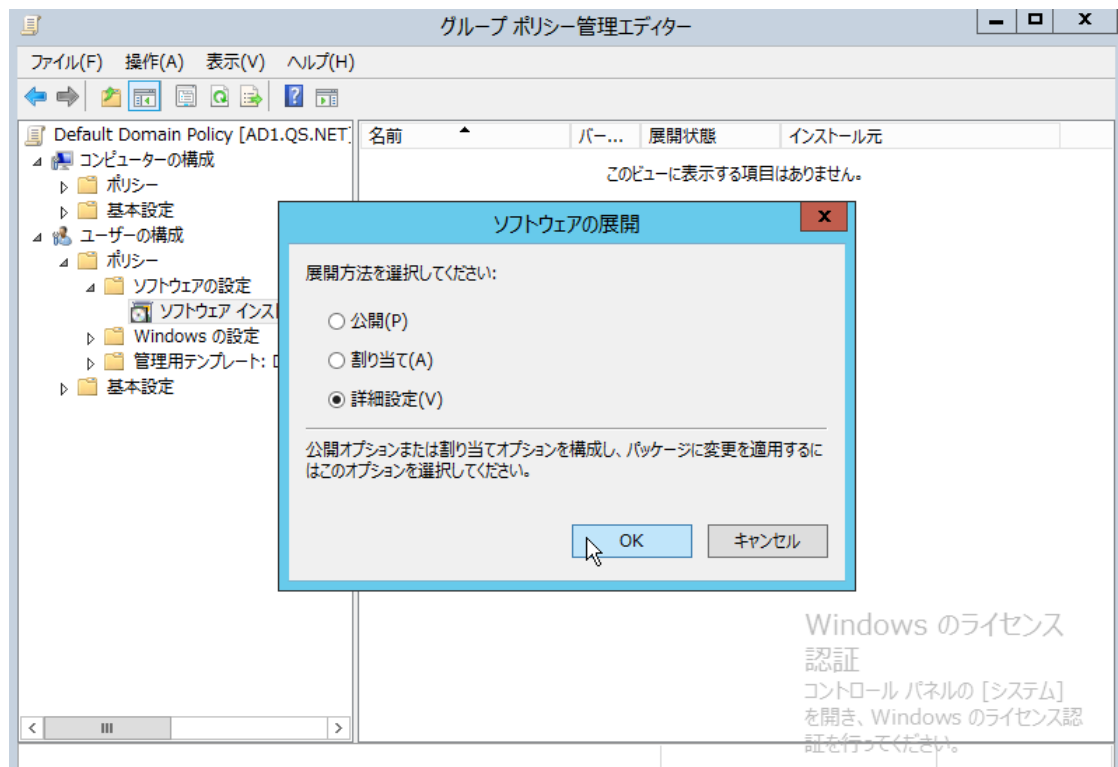 グループ ポリシー管理エディター
ファイル(F) 操作(A) 表示(V) ヘルプ(H)
Default Domain Policy [AD1.QS.NET]
コンピューターの構成
ポリシー
基本設定
ユーザーの構成
ポリシー
ソフトウェアの設定
ソフトウェア インス
Windows の設定
管理用テンプレート:
基本設定
名前 バー... 展開状態 インストール元
このビューに表示する項目はありません。
ソフトウェアの展開
展開方法を選択してください:
公開(P)
割り当て(A)
詳細設定(V)
公開オプションまたは割り当てオプションを構成し、パッケージに変更を適用するに
はこのオプションを選択してください。
OK キャンセル
Windows のライセンス
認証
コントロール パネルの [システム]
を開き、Windows のライセンス認
証を行ってください。